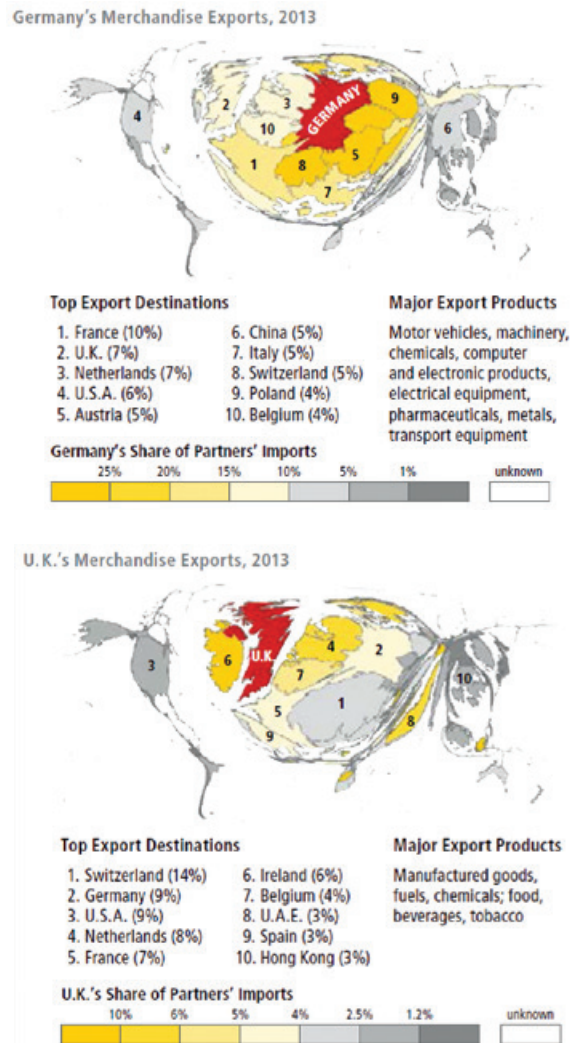 Germany's Merchandise Exports, 2013
4
2
3
10
GERMANY
9
6
1
8
5
7
Top Export Destinations
1. France (10%)
2. U.K. (7%)
3. Netherlands (7%)
4. U.S.A. (6%)
5. Austria (5%)
6. China (5%)
7. Italy (5%)
8. Switzerland (5%)
9. Poland (4%)
10. Belgium (4%)
Major Export Products
Motor vehicles, machinery,
chemicals, computer
and electronic products,
electrical equipment,
pharmaceuticals, metals,
transport equipment
Germany's Share of Partners' Imports
25% 20% 15% 10% 5% 1% unknown
U.K.'s Merchandise Exports, 2013
3
6
U.K.
4
2
7
10
1
5
8
9
Top Export Destinations
1. Switzerland (14%)
2. Germany (9%)
3. U.S.A. (9%)
4. Netherlands (8%)
5. France (7%)
6. Ireland (6%)
7. Belgium (4%)
8. U.A.E. (3%)
9. Spain (3%)
10. Hong Kong (3%)
Major Export Products
Manufactured goods,
fuels, chemicals; food,
beverages, tobacco
U.K.'s Share of Partners' Imports
10% 6% 5% 4% 2.5% 1.2% unknown